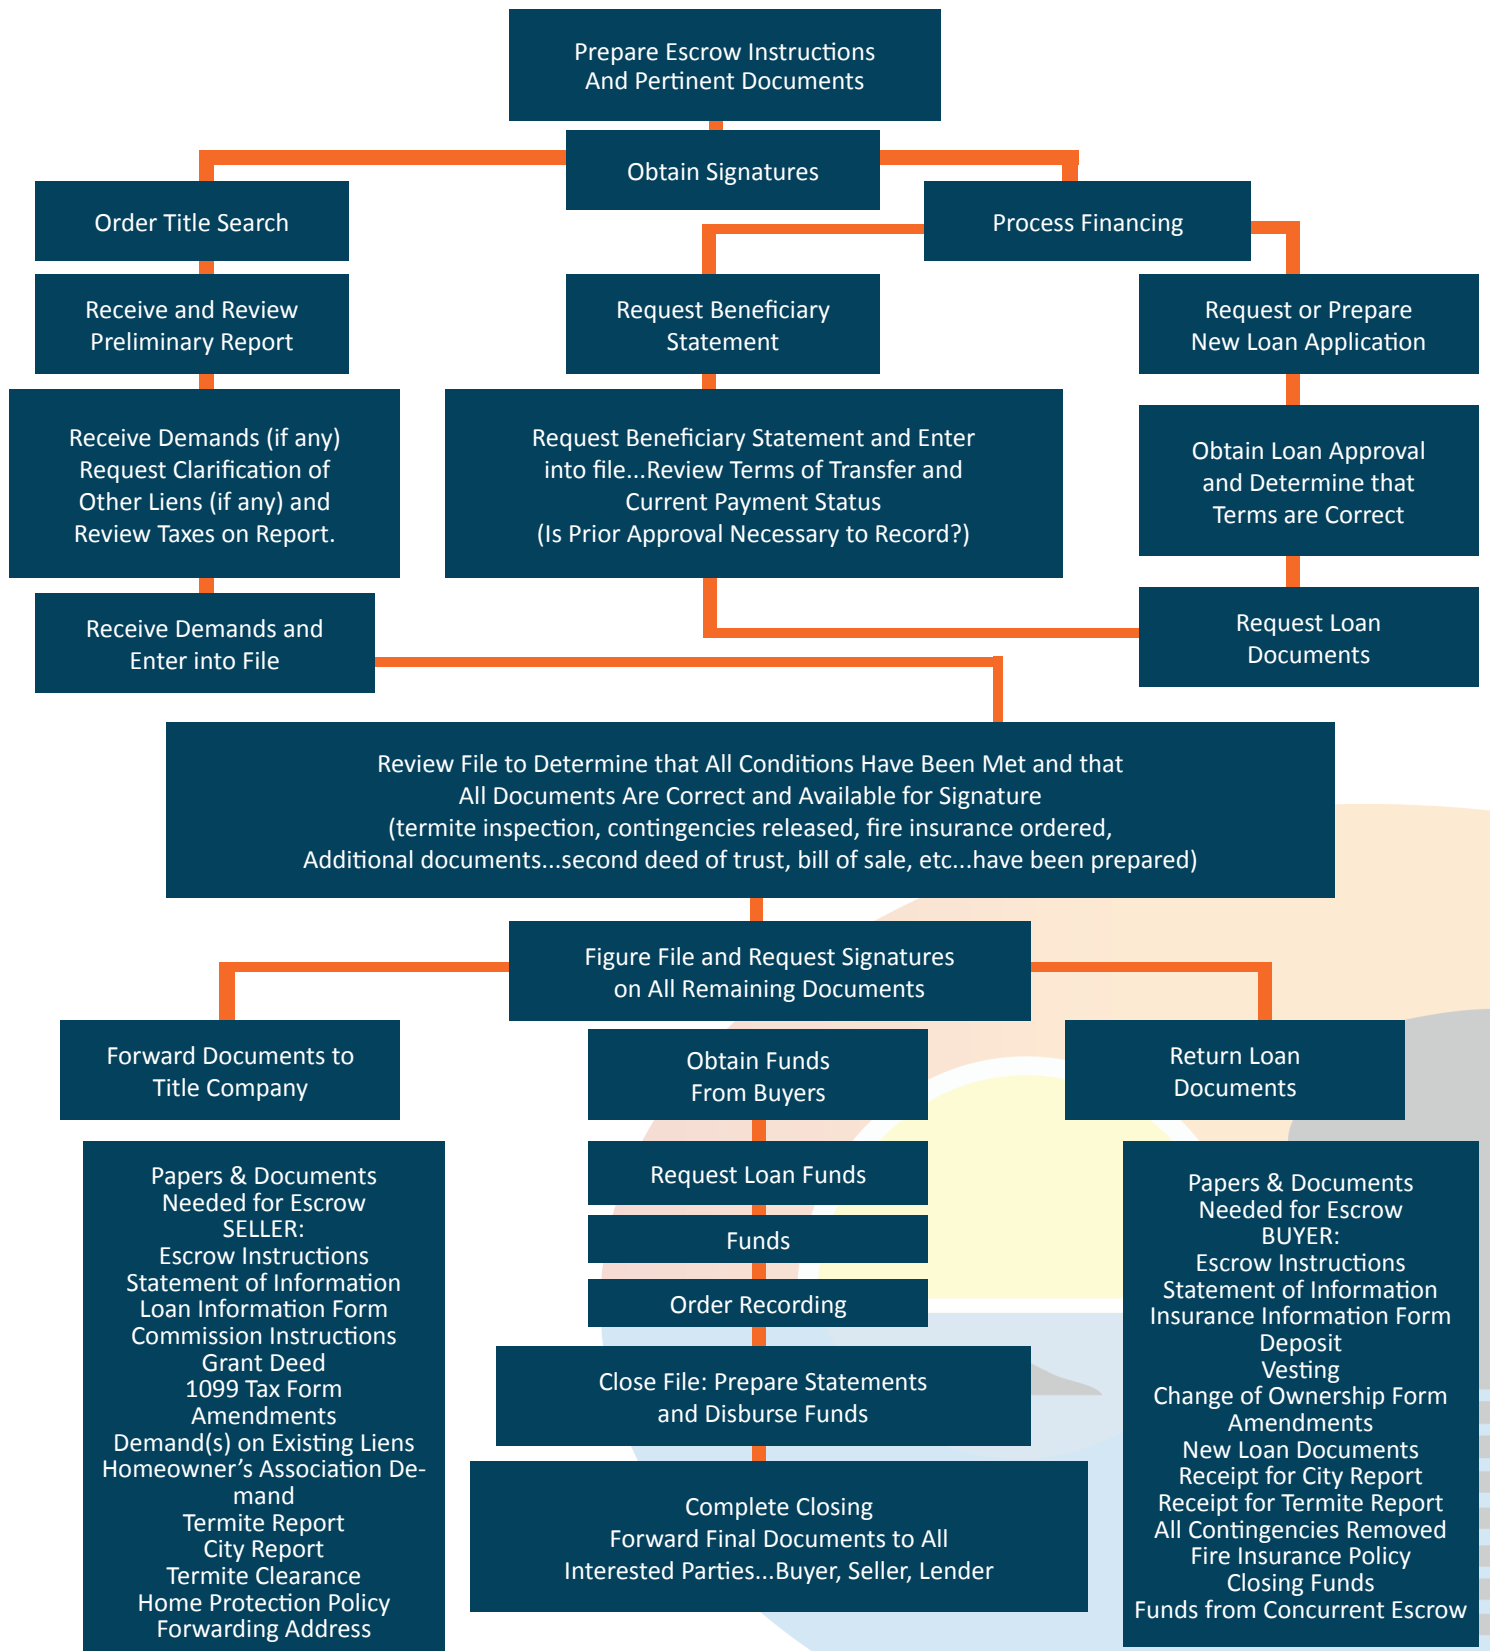 Prepare Escrow Instructions
And Pertinent Documents
Obtain Signatures
Order Title Search
Process Financing
Receive and Review
Preliminary Report
Request Beneficiary
Statement
Request or Prepare
New Loan Application
Receive Demands (if any)
Request Clarification of
Other Liens (if any) and
Review Taxes on Report.
Request Beneficiary Statement and Enter
into file...Review Terms of Transfer and
Current Payment Status
(Is Prior Approval Necessary to Record?)
Obtain Loan Approval
and Determine that
Terms are Correct
Receive Demands and
Enter into File
Request Loan
Documents
Review File to Determine that All Conditions Have Been Met and that
All Documents Are Correct and Available for Signature
(termite inspection, contingencies released, fire insurance ordered,
Additional documents...second deed of trust, bill of sale, etc...have been prepared)
Figure File and Request Signatures
on All Remaining Documents
Forward Documents to
Title Company
Obtain Funds
From Buyers
Return Loan
Documents
Request Loan Funds
Funds
Order Recording
Close File: Prepare Statements
and Disburse Funds
Complete Closing
Forward Final Documents to All
Interested Parties...Buyer, Seller, Lender
Papers & Documents
Needed for Escrow
SELLER:
Escrow Instructions
Statement of Information
Loan Information Form
Commission Instructions
Grant Deed
1099 Tax Form
Amendments
Demand(s) on Existing Liens
Homeowner’s Association De-
mand
Termite Report
City Report
Termite Clearance
Home Protection Policy
Forwarding Address
Papers & Documents
Needed for Escrow
BUYER:
Escrow Instructions
Statement of Information
Insurance Information Form
Deposit
Vesting
Change of Ownership Form
Amendments
New Loan Documents
Receipt for City Report
Receipt for Termite Report
All Contingencies Removed
Fire Insurance Policy
Closing Funds
Funds from Concurrent Escrow